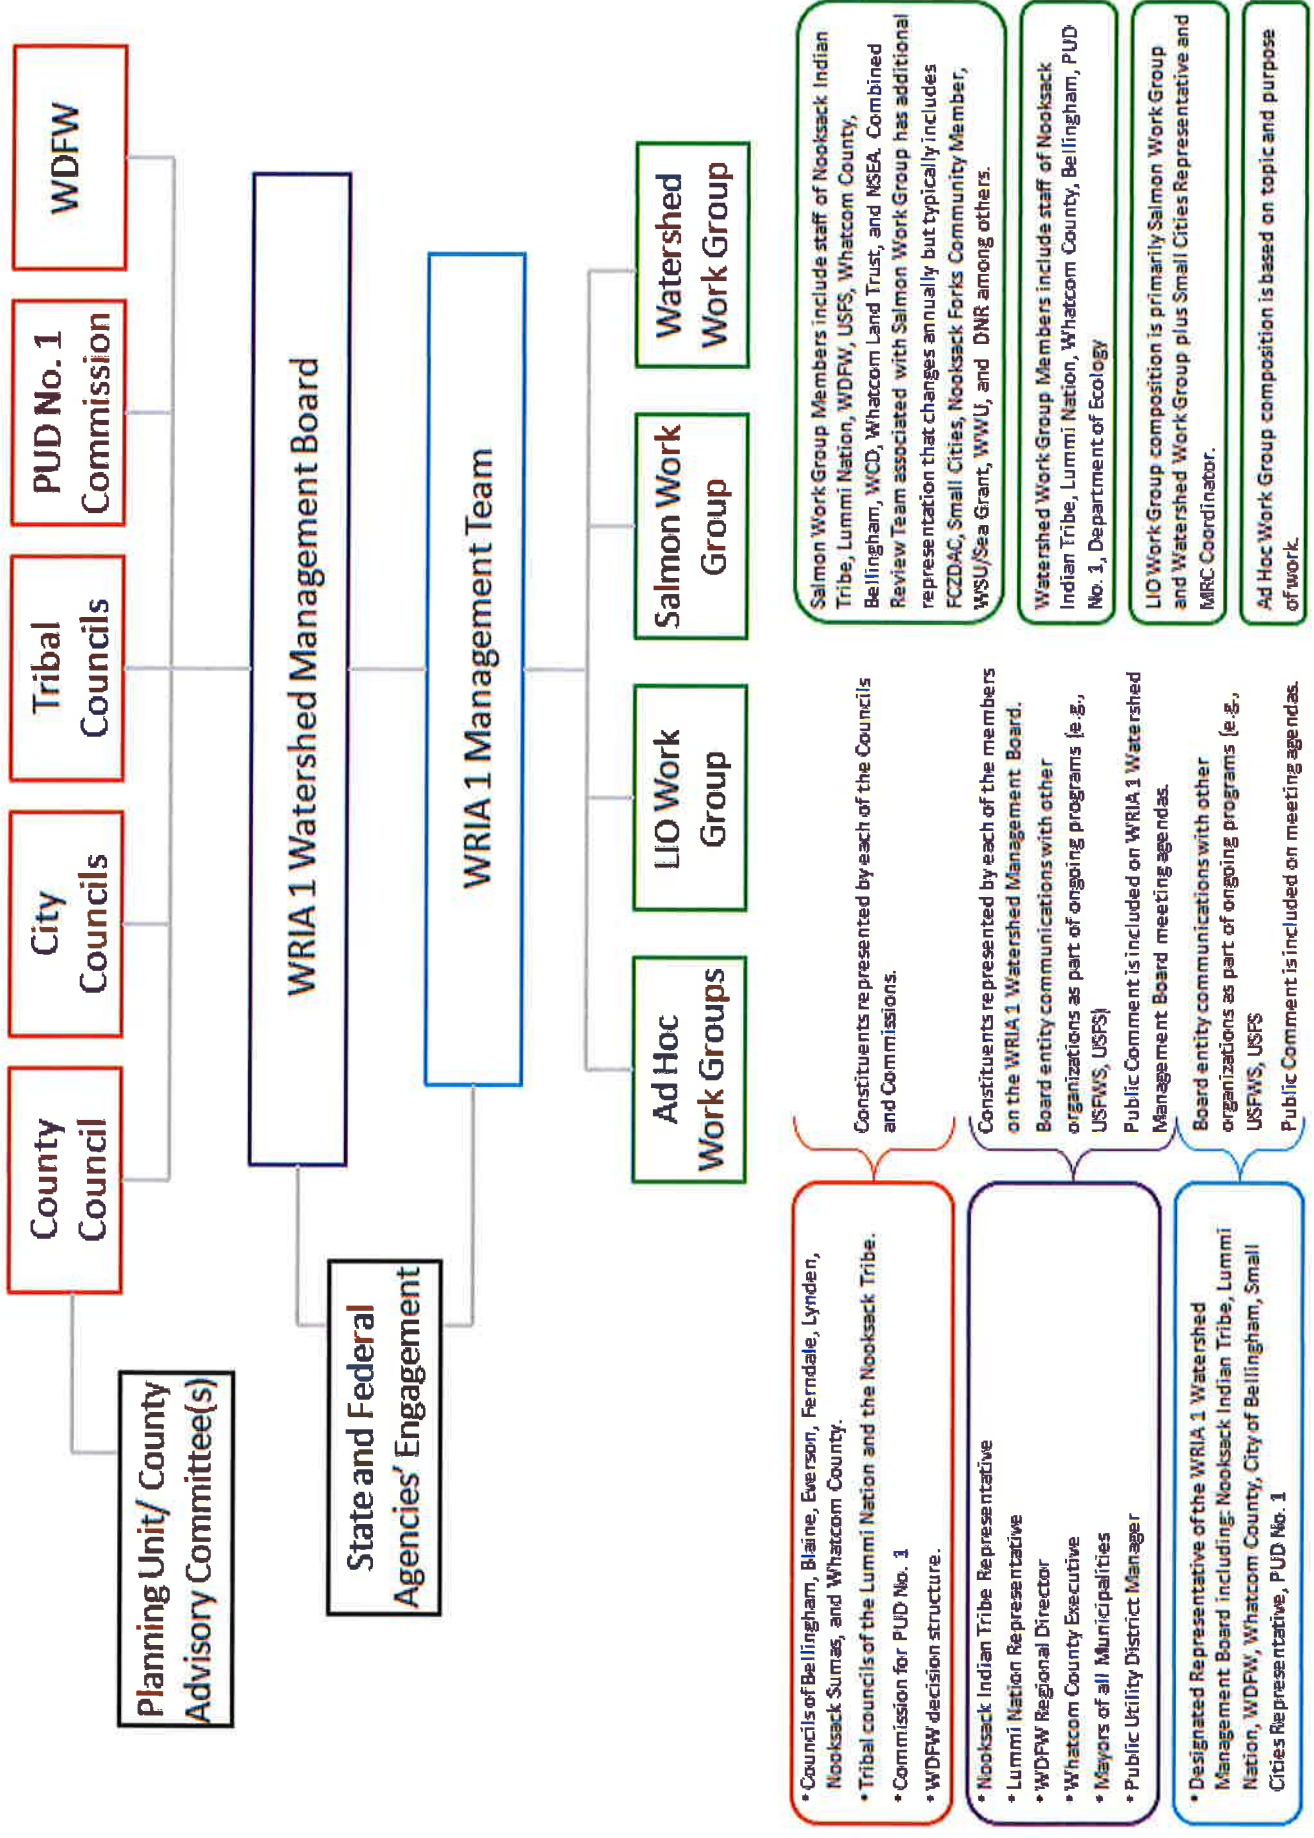 County
Council
City
Councils
Tribal
Councils
PUD No. 1
Commission
WDFW
Planning Unit/ County
Advisory Committee(s)
WRIA 1 Watershed Management Board
State and Federal
Agencies' Engagement
WRIA 1 Management Team
Ad Hoc
Work Groups
LIO Work
Group
Salmon Work
Group
Watershed
Work Group
• Councils of Bellingham, Blaine, Everson, Ferndale, Lynden,
Nooksack Sumas, and Whatcom County.
• Tribal councils of the Lummi Nation and the Nooksack Tribe.
• Commission for PUD No. 1
• WDFW decision structure.
Constituents represented by each of the Councils
and Commissions.
• Nooksack Indian Tribe Representative
• Lummi Nation Representative
• WDFW Regional Director
• Whatcom County Executive
• Mayors of all Municipalities
• Public Utility District Manager
Constituents represented by each of the members
on the WRIA 1 Watershed Management Board.
Board entity communications with other
organizations as part of ongoing programs (e.g.,
USFWS, USFS)
Public Comment is included on WRIA 1 Watershed
Management Board meeting agendas.
• Designated Representative of the WRIA 1 Watershed
Management Board including: Nooksack Indian Tribe, Lummi
Nation, WDFW, Whatcom County, City of Bellingham, Small
Cities Representative, PUD No. 1
Board entity communications with other
organizations as part of ongoing programs (e.g.,
USFWS, USFS
Public Comment is included on meeting agendas.
Salmon Work Group Members include staff of Nooksack Indian
Tribe, Lummi Nation, WDFW, USFS, Whatcom County,
Bellingham, WCD, Whatcom Land Trust, and NSEA. Combined
Review Team associated with Salmon Work Group has additional
representation that changes annually but typically includes
FCZDAC, Small Cities, Nooksack Forks Community Member,
WSU/Sea Grant, WWU, and DNR among others.
Watershed Work Group Members include staff of Nooksack
Indian Tribe, Lummi Nation, Whatcom County, Bellingham, PUD
No. 1, Department of Ecology
LIO Work Group composition is primarily Salmon Work Group
and Watershed Work Group plus Small Cities Representative and
MRC Coordinator.
Ad Hoc Work Group composition is based on topic and purpose
of work.